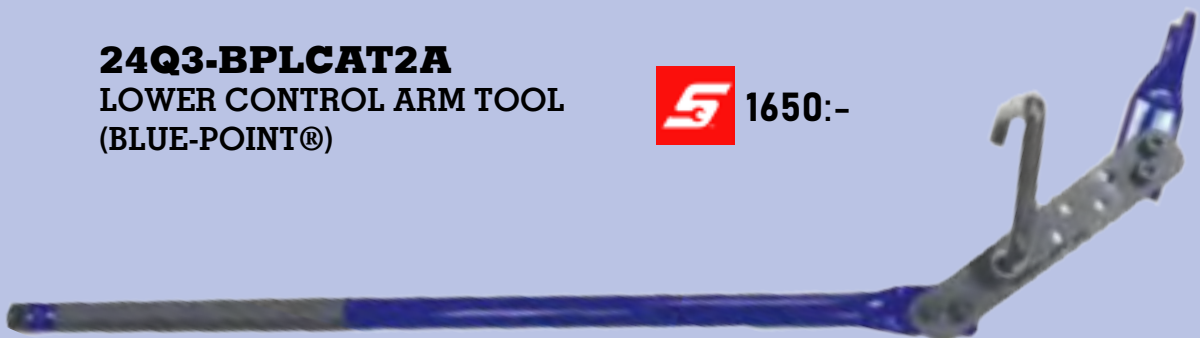 24Q3-BPLCAT2A
LOWER CONTROL ARM TOOL
(BLUE-POINT®)
1650:-